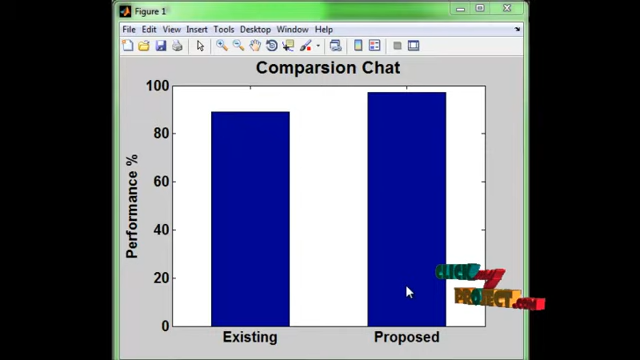 Figure 1
File Edit View Insert Tools Desktop Window Help
Comparsion Chat
Performance %
100
80
60
40
20
0
Existing Proposed
CLICK
PROJECT.COM